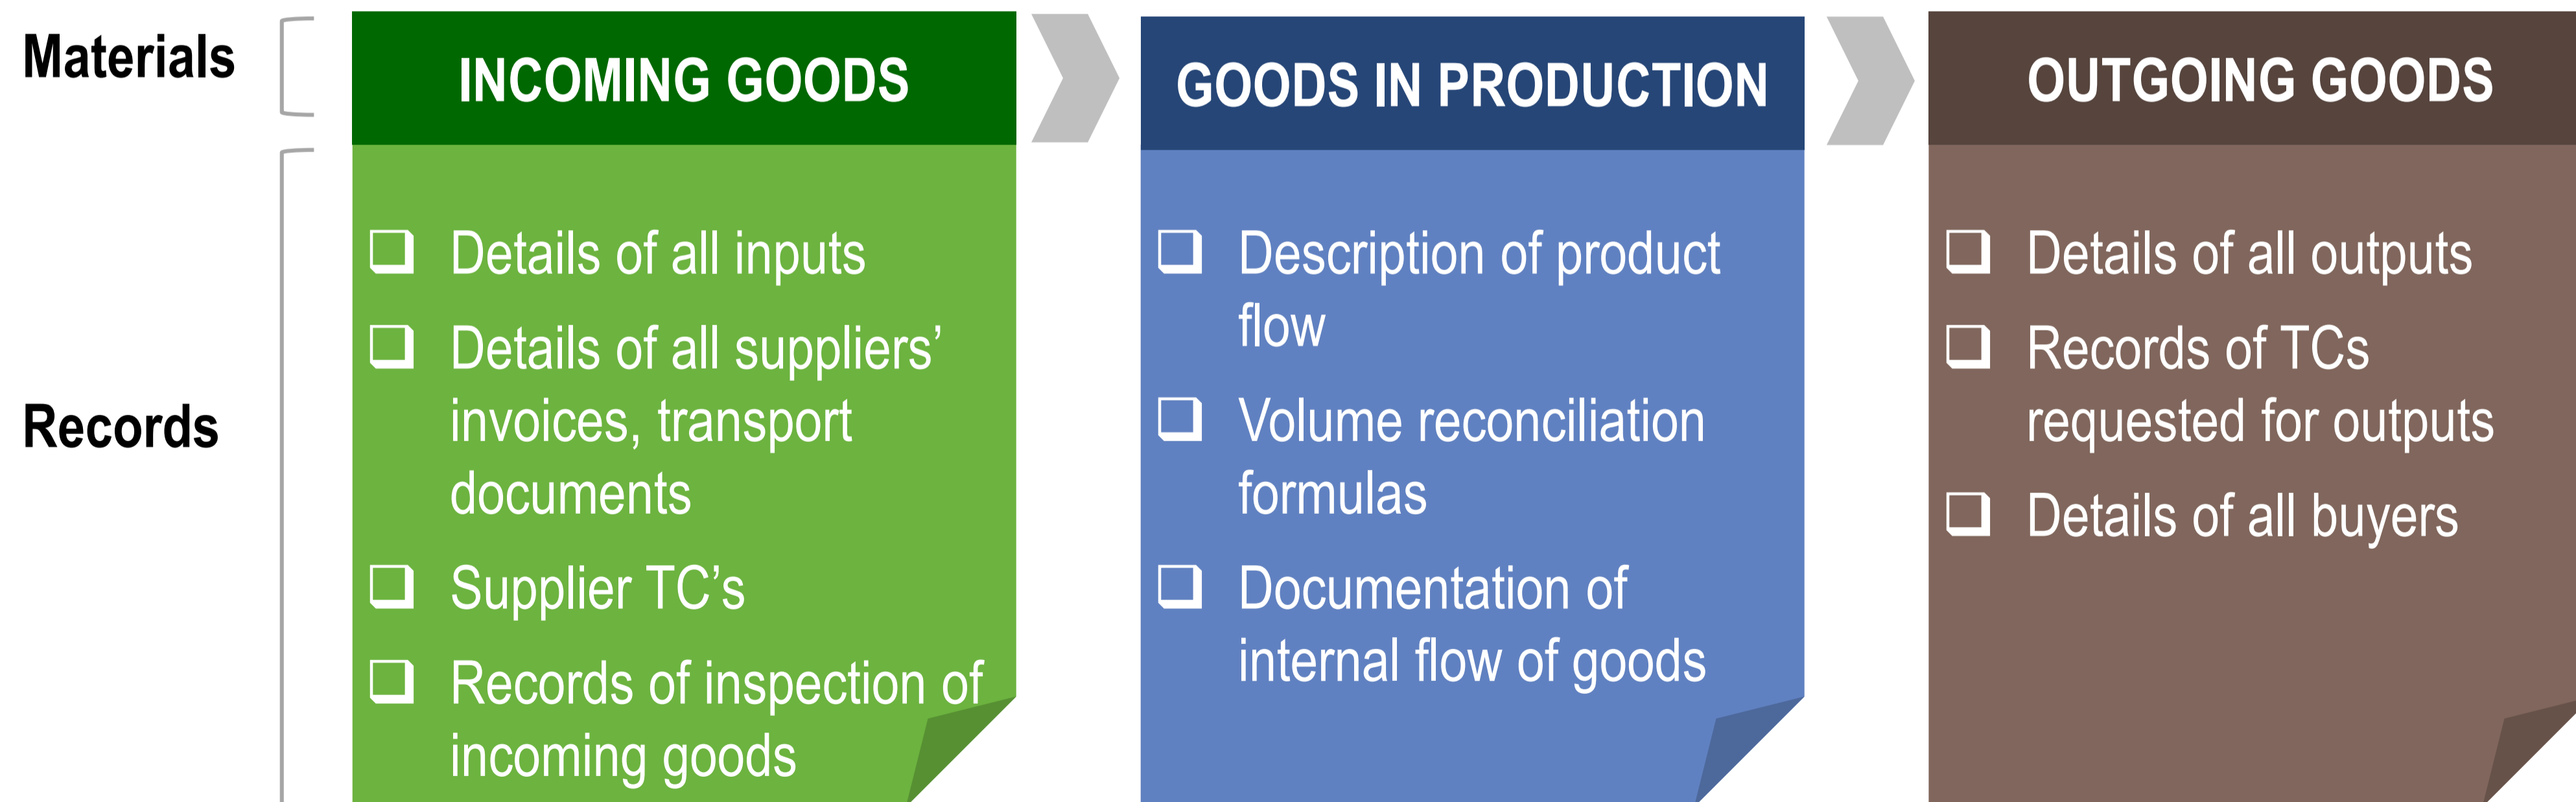 Materials
INCOMING GOODS
GOODS IN PRODUCTION
OUTGOING GOODS
Records
Details of all inputs
Details of all suppliers’
invoices, transport
documents
Supplier TC’s
Records of inspection of
incoming goods
Description of product
flow
Volume reconciliation
formulas
Documentation of
internal flow of goods
Details of all outputs
Records of TCs
requested for outputs
Details of all buyers